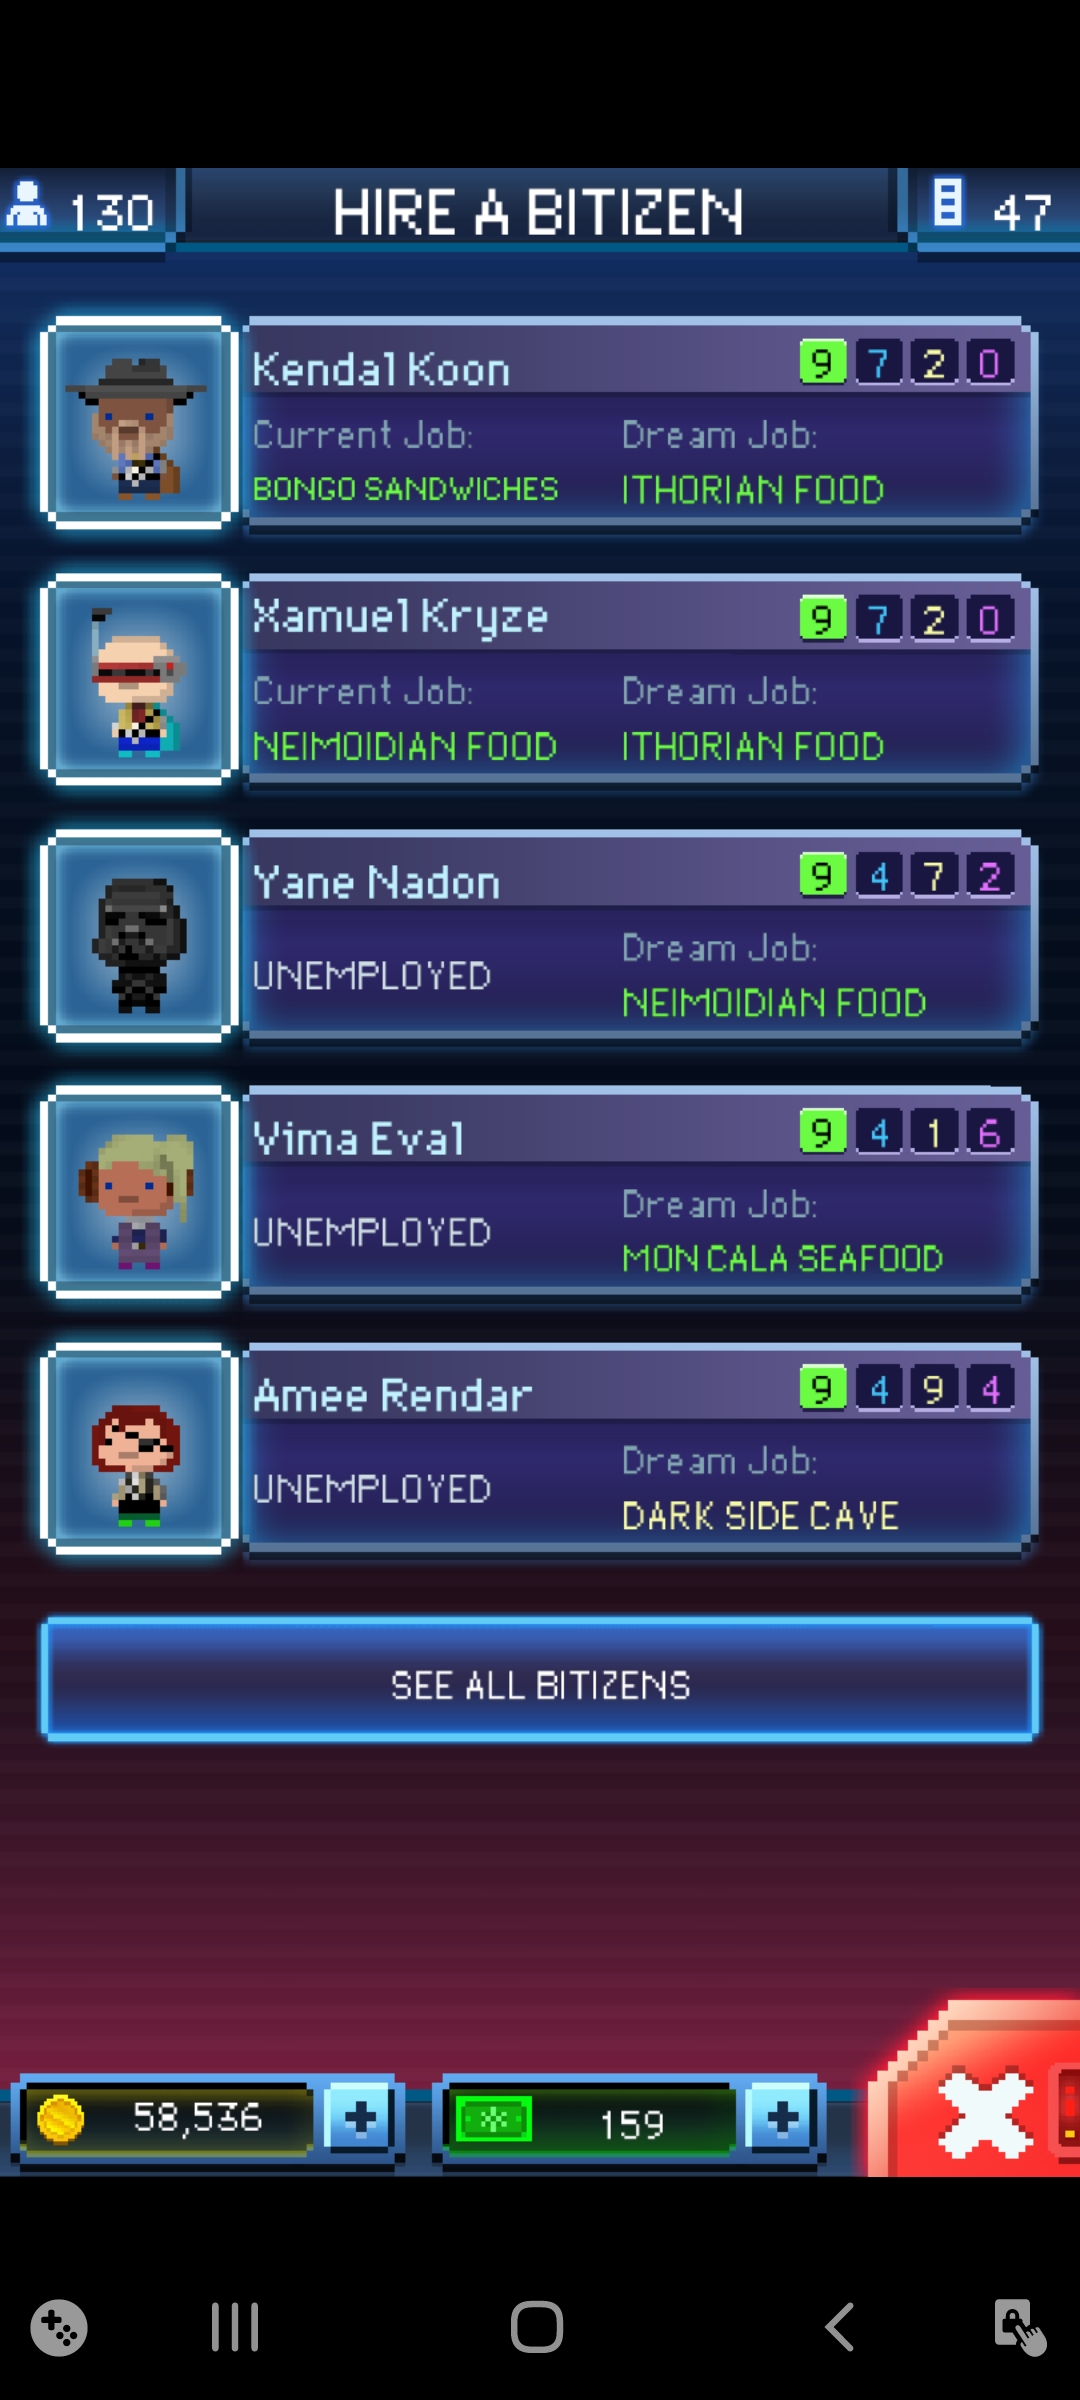 130
HIRE A BITIZEN
47
Kendal Koon
9 7 2 0
Current Job:
Dream Job:
BONGO SANDWICHES
ITHORIAN FOOD
Xamuel Kryze
9 7 2 0
Current Job:
Dream Job:
NEIMOIDIAN FOOD
ITHORIAN FOOD
Yane Nadon
9 4 7 2
UNEMPLOYED
Dream Job:
NEIMOIDIAN FOOD
Vima Eval
9 4 1 6
UNEMPLOYED
Dream Job:
MON CALA SEAFOOD
Amee Rendar
9 4 9 4
UNEMPLOYED
Dream Job:
DARK SIDE CAVE
SEE ALL BITIZENS
58,536
159